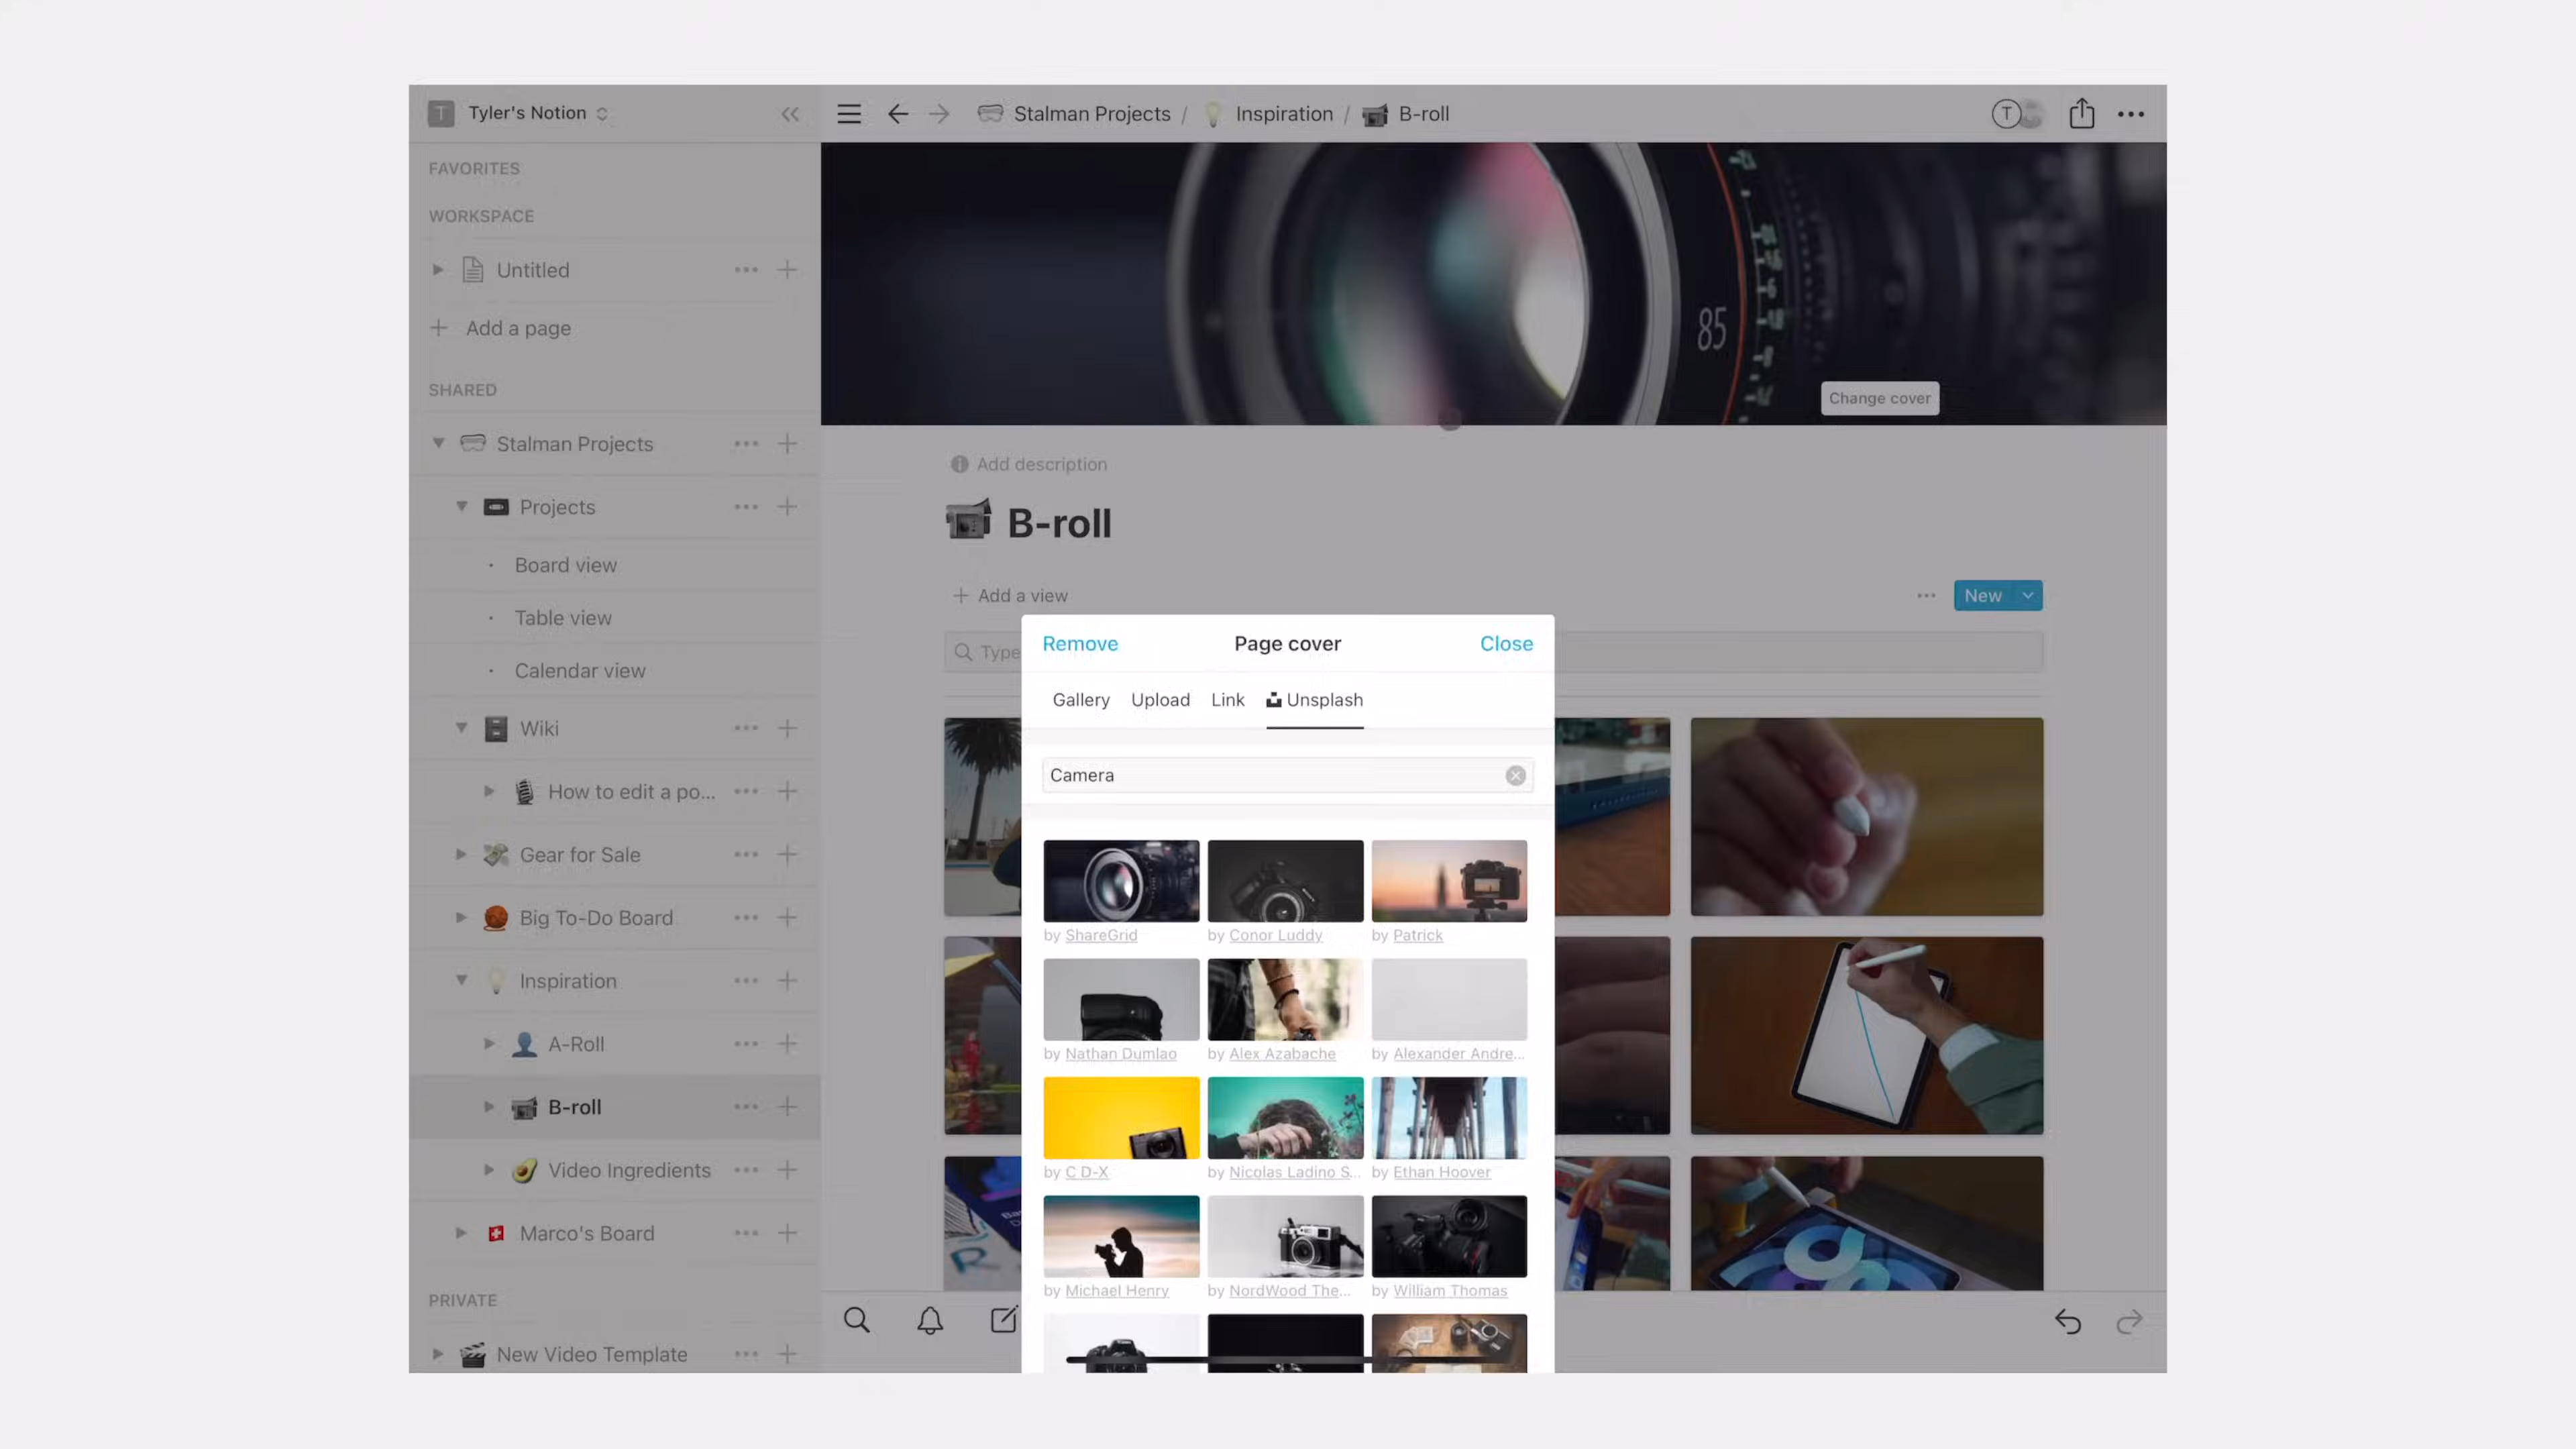 T Tyler's Notion
Stalman Projects / Inspiration / B-roll
T
FAVORITES
WORKSPACE
Untitled
Add a page
SHARED
Stalman Projects
Projects
Board view
Table view
Calendar view
Wiki
How to edit a po...
Gear for Sale
Big To-Do Board
Inspiration
A-Roll
B-roll
Video Ingredients
Marco's Board
PRIVATE
New Video Template
85
Change cover
Add description
B-roll
Add a view
New
Type
Remove Page cover Close
Gallery Upload Link Unsplash
Camera
by ShareGrid by Conor Luddy by Patrick
by Nathan Dumlao by Alex Azabache by Alexander Andre...
by C D-X by Nicolas Ladino S... by Ethan Hoover
by Michael Henry by NordWood The... by William Thomas